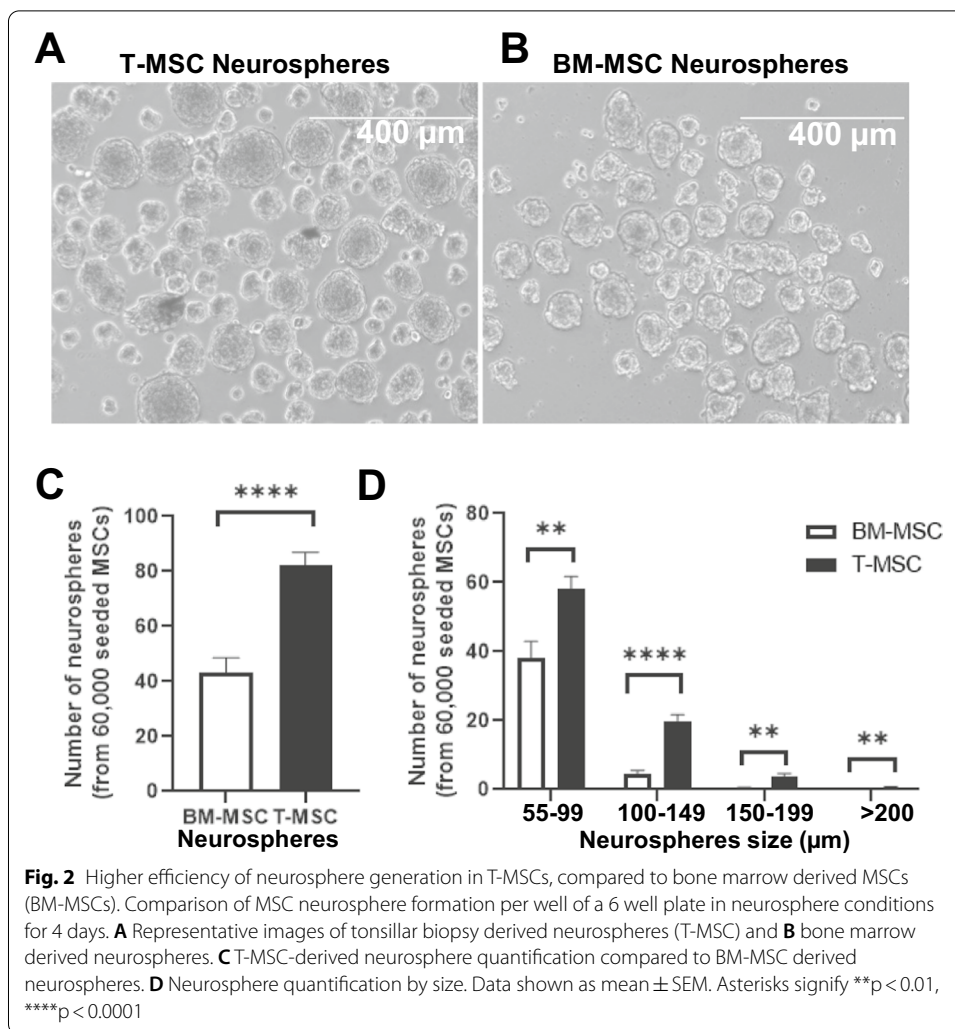 A
T-MSC Neurospheres
400 µm
B
BM-MSC Neurospheres
400 µm
C
Number of neurospheres
(from 60,000 seeded MSCs)
100
80
60
40
20
0
****
BM-MSC T-MSC
Neurospheres
D
Number of neurospheres
(from 60,000 seeded MSCs)
80
60
40
20
0
**
****
**
**
BM-MSC
T-MSC
55-99 100-149 150-199 >200
Neurospheres size (µm)
Fig. 2 Higher efficiency of neurosphere generation in T-MSCs, compared to bone marrow derived MSCs
(BM-MSCs). Comparison of MSC neurosphere formation per well of a 6 well plate in neurosphere conditions
for 4 days. A Representative images of tonsillar biopsy derived neurospheres (T-MSC) and B bone marrow
derived neurospheres. C T-MSC-derived neurosphere quantification compared to BM-MSC derived
neurospheres. D Neurosphere quantification by size. Data shown as mean ± SEM. Asterisks signify **p < 0.01,
****p < 0.0001